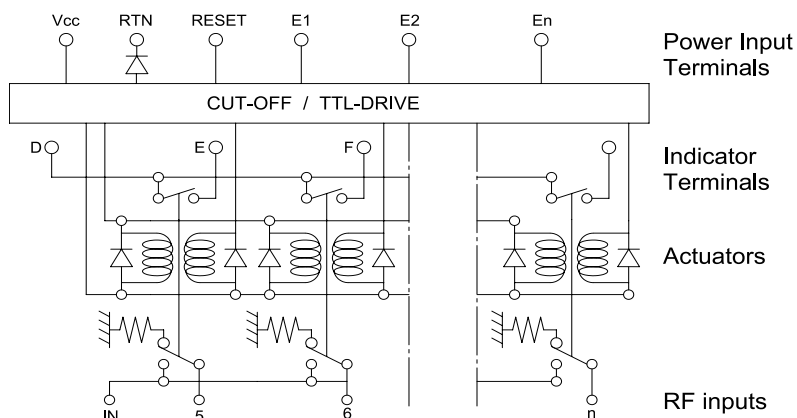 Vcc RTN RESET E1 E2 En
Power Input
Terminals
CUT-OFF / TTL-DRIVE
D E F
Indicator
Terminals
Actuators
IN 5 6 n
RF inputs